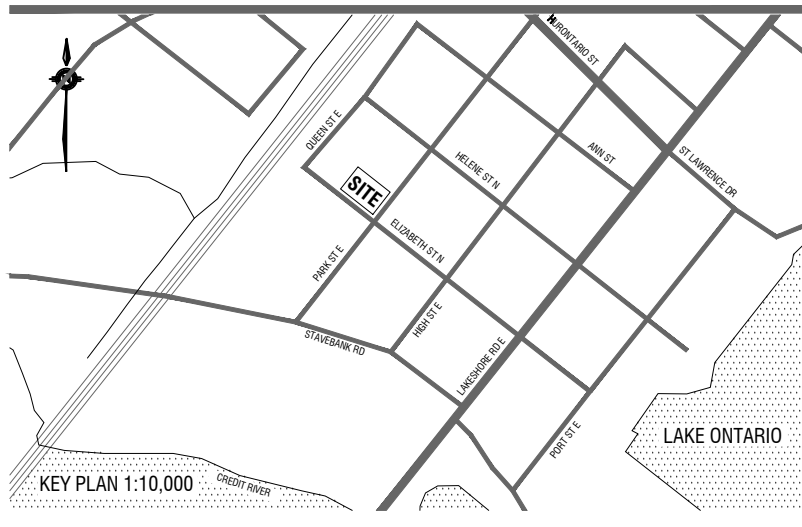 HURONTARIO ST
QUEEN ST E
ANN ST
HELENE ST N
ST LAWRENCE DR
SITE
ELIZABETH ST N
PARK ST E
HIGH ST E
STAVEBANK RD
LAKESHORE RD E
PORT ST E
LAKE ONTARIO
KEY PLAN 1:10,000
CREDIT RIVER